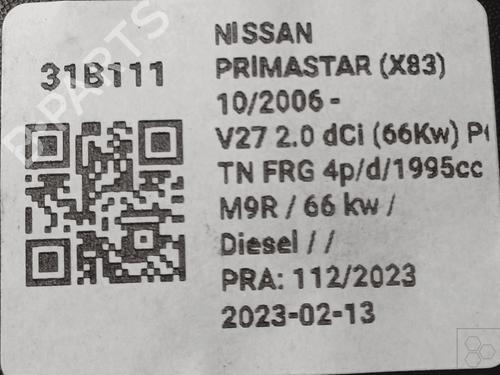 31B111
NISSAN
PRIMASTAR (X83)
10/2006 -
V27 2.0 dCi (66Kw)
TN FRG 4p/d/1995cc
M9R / 66 kw /
Diesel / /
PRA: 112/2023
2023-02-13